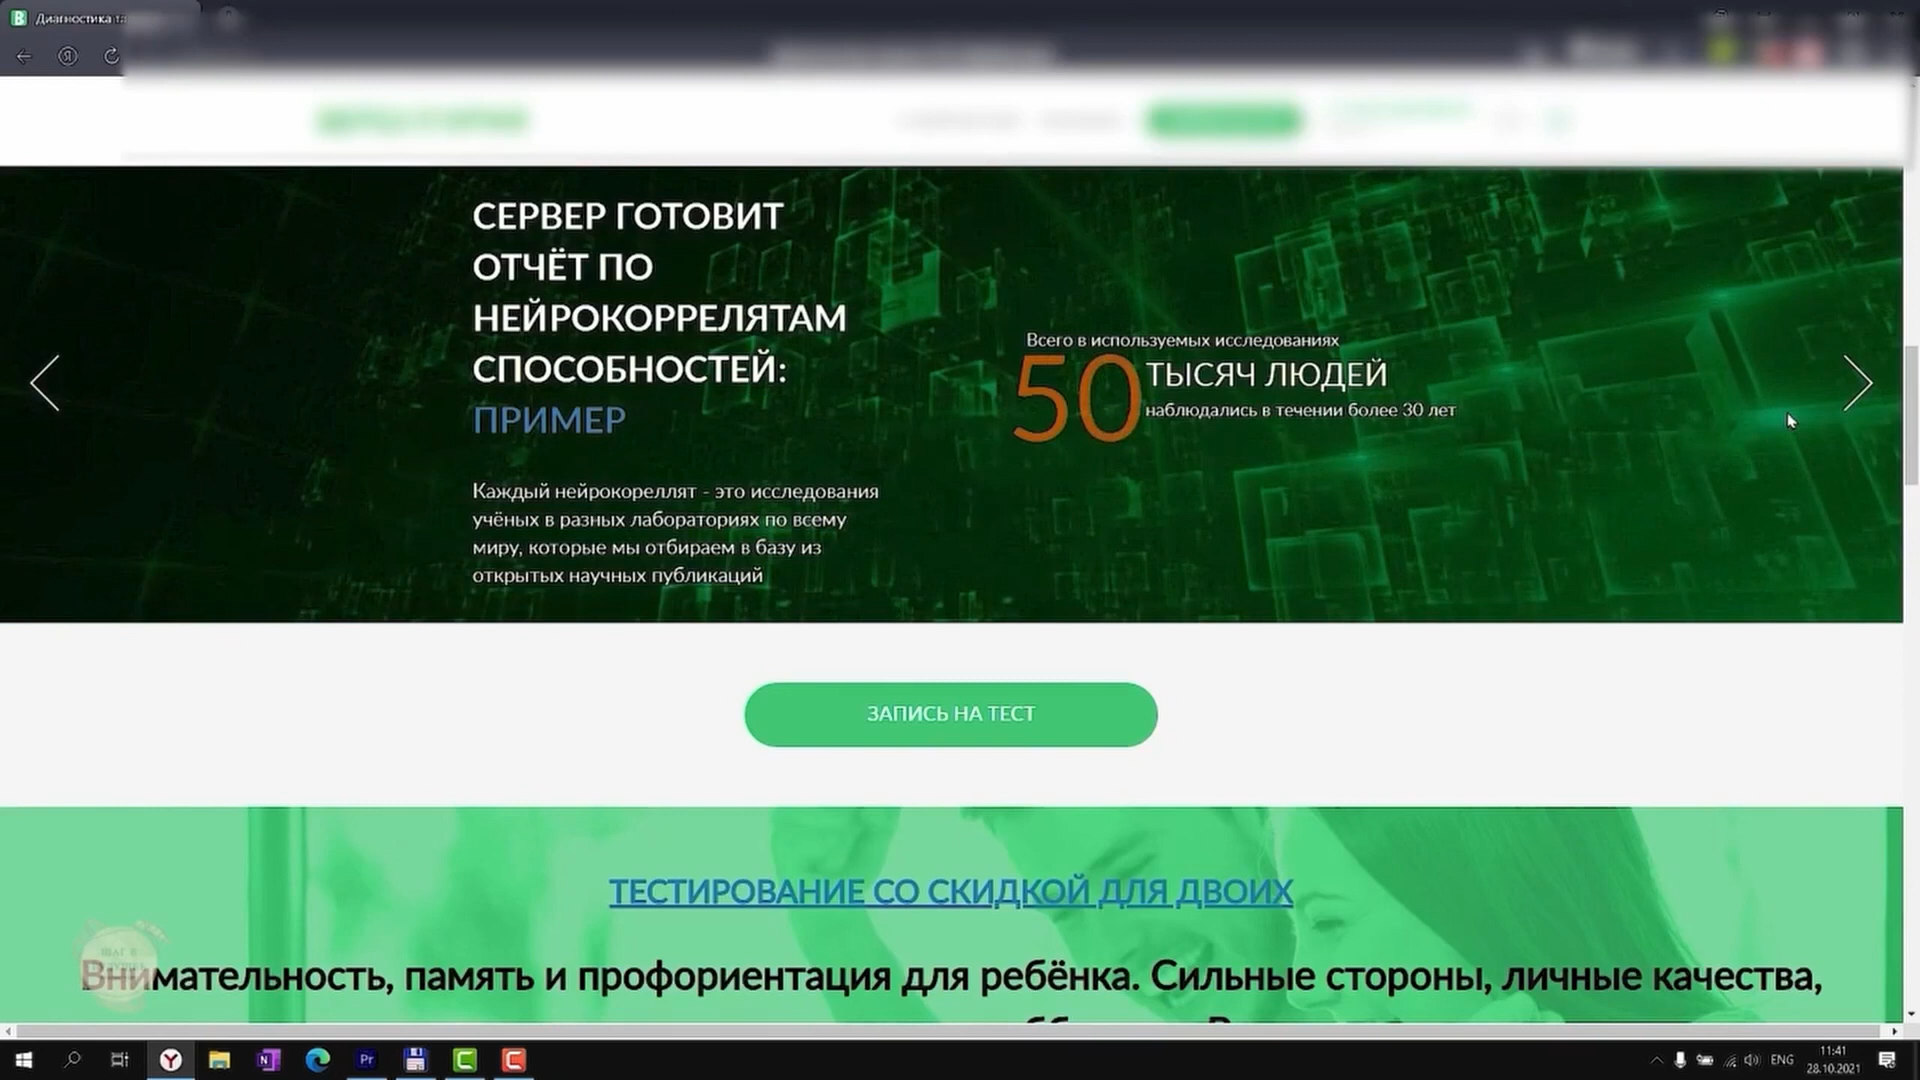 Диагностика та
СЕРВЕР ГОТОВИТ
ОТЧЁТ ПО
НЕЙРОКОРРЕЛЯТАМ
СПОСОБНОСТЕЙ:
ПРИМЕР
Каждый нейрокореллят - это исследования
учёных в разных лабораториях по всему
миру, которые мы отбираем в базу из
открытых научных публикаций
Всего в используемых исследованиях
50 ТЫСЯЧ ЛЮДЕЙ
наблюдались в течении более 30 лет
ЗАПИСЬ НА ТЕСТ
ТЕСТИРОВАНИЕ СО СКИДКОЙ ДЛЯ ДВОИХ
Внимательность, память и профориентация для ребёнка. Сильные стороны, личные качества,
ENG
11:41
28.10.2021